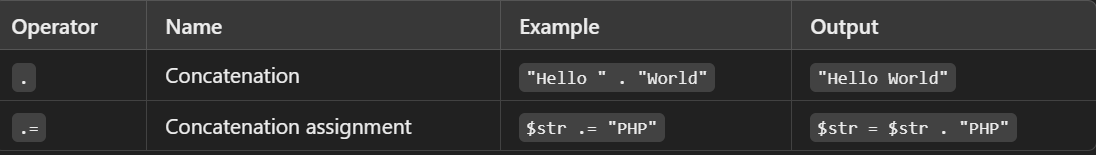 Operator Name Example Output
. Concatenation "Hello " . "World" "Hello World"
.= Concatenation assignment $str .= "PHP" $str = $str . "PHP"